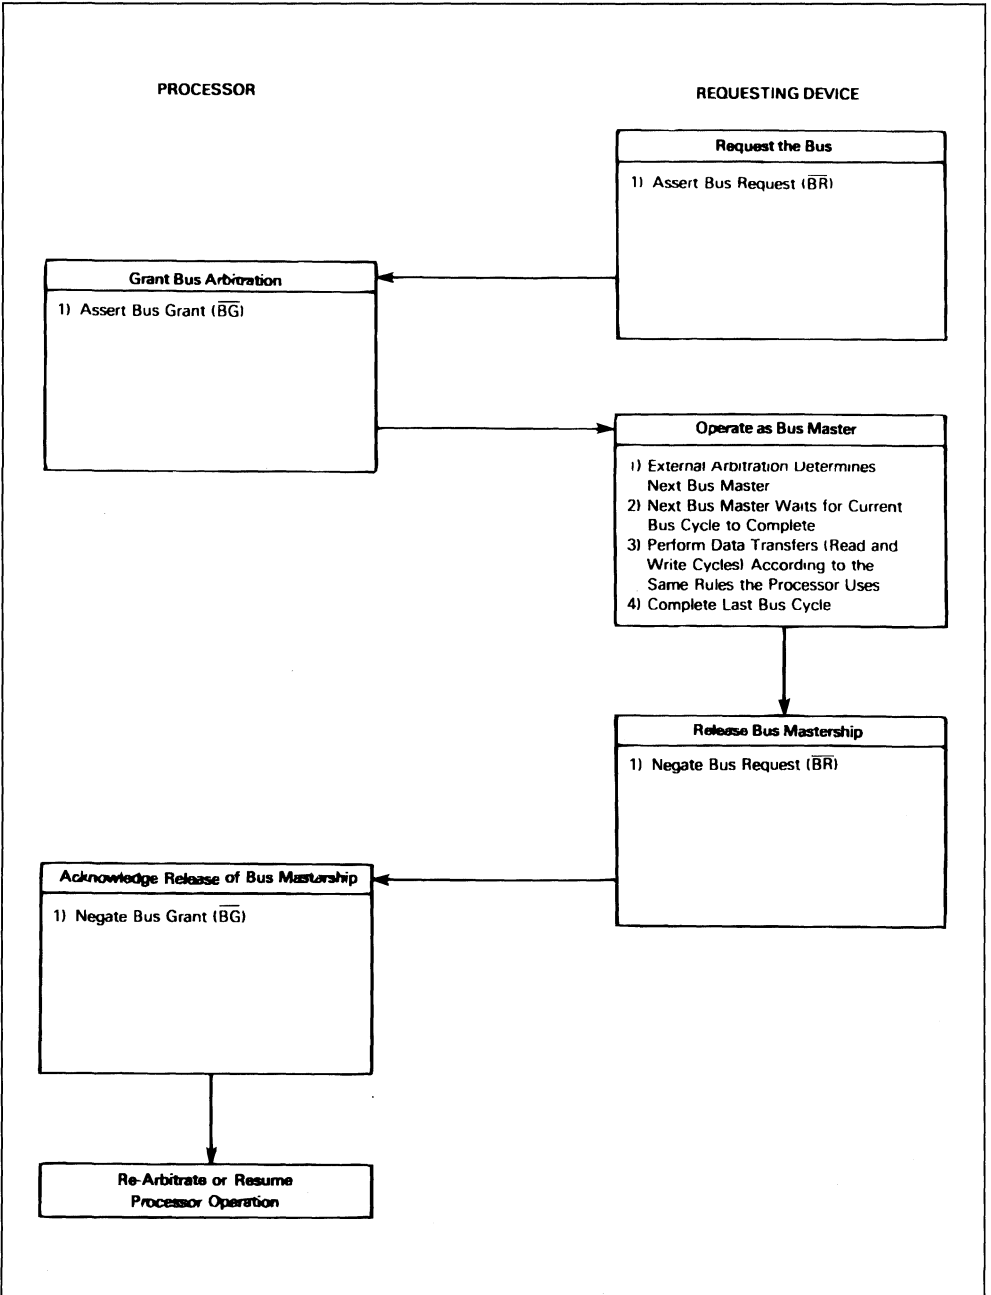 PROCESSOR
REQUESTING DEVICE
Request the Bus
1) Assert Bus Request (B̅R̅)
Grant Bus Arbitration
1) Assert Bus Grant (B̅G̅)
Operate as Bus Master
1) External Arbitration Determines
Next Bus Master
2) Next Bus Master Waits for Current
Bus Cycle to Complete
3) Perform Data Transfers (Read and
Write Cycles) According to the
Same Rules the Processor Uses
4) Complete Last Bus Cycle
Release Bus Mastership
1) Negate Bus Request (B̅R̅)
Acknowledge Release of Bus Mastership
1) Negate Bus Grant (B̅G̅)
Re-Arbitrate or Resume
Processor Operation